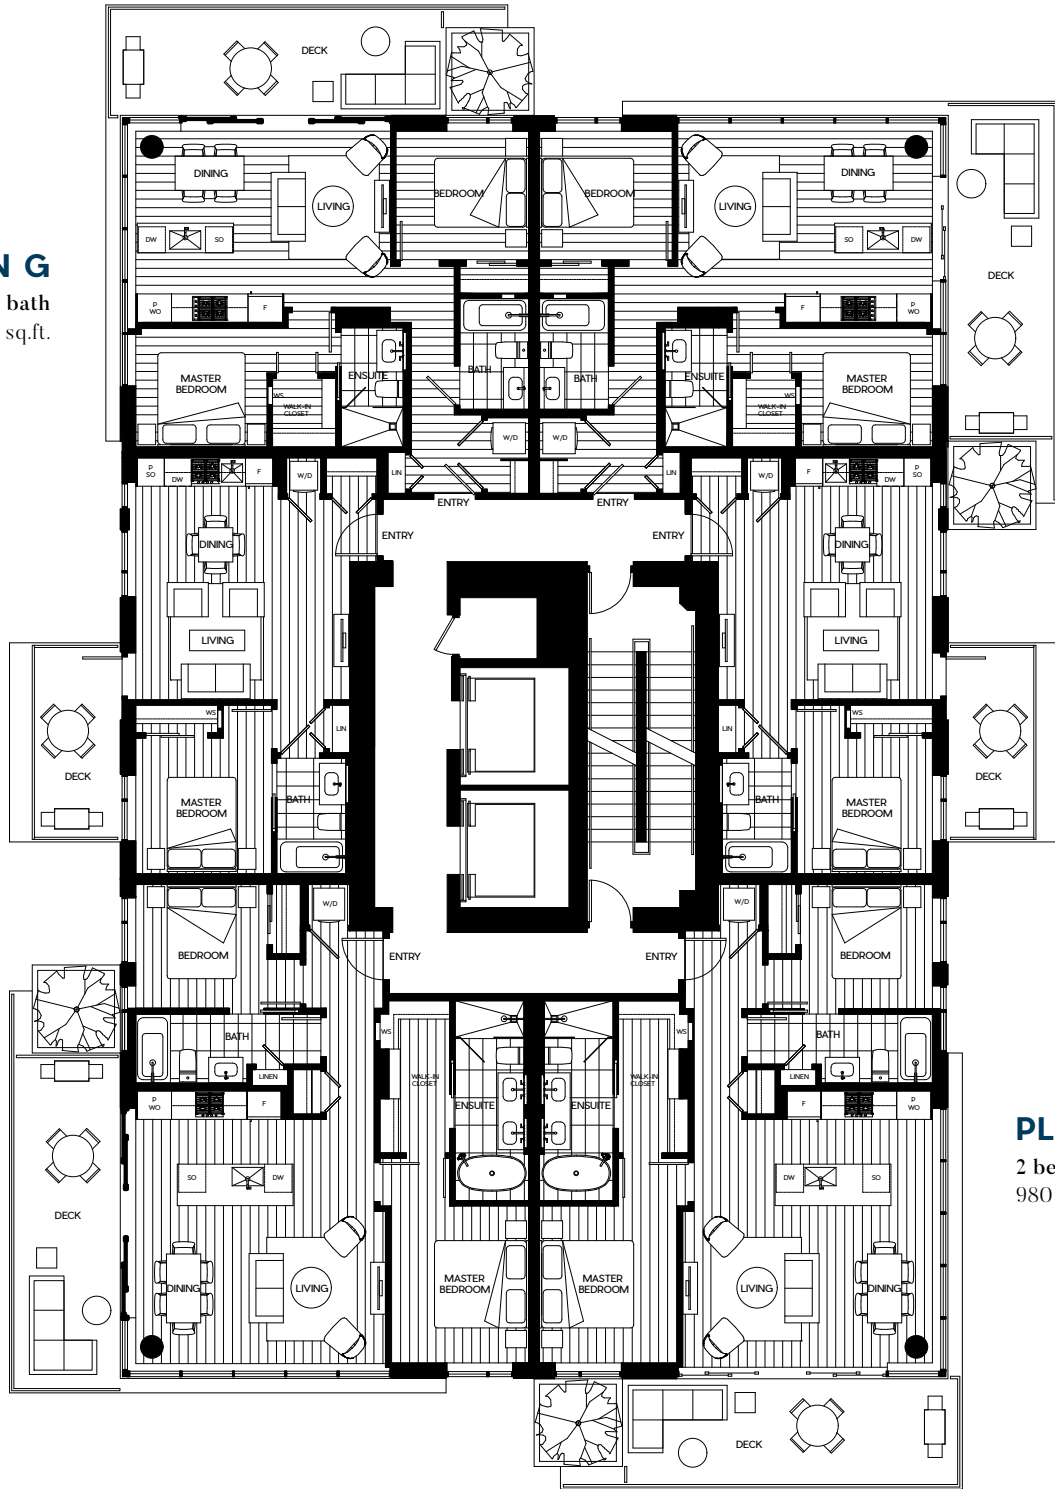 DECK
DINING
LIVING
BEDROOM
BEDROOM
LIVING
DINING
DW
SO
SO
DW
DECK
N G
bath
sq.ft.
P
WO
F
F
P
WO
MASTER
BEDROOM
WS
WALK-IN
CLOSET
ENSUITE
BATH
BATH
ENSUITE
WS
WALK-IN
CLOSET
MASTER
BEDROOM
W/D
W/D
P
SO
DW
F
W/D
LIN
LIN
W/D
F
DW
P
SO
ENTRY
ENTRY
ENTRY
ENTRY
DINING
DINING
LIVING
LIVING
WS
LIN
LIN
WS
DECK
MASTER
BEDROOM
BATH
BATH
MASTER
BEDROOM
DECK
W/D
W/D
BEDROOM
ENTRY
ENTRY
BEDROOM
BATH
WS
WS
BATH
LINEN
WALK-IN
CLOSET
WALK-IN
CLOSET
LINEN
P
WO
F
ENSUITE
ENSUITE
F
P
WO
PL
2 be
980
SO
DW
DW
SO
DECK
DINING
LIVING
MASTER
BEDROOM
MASTER
BEDROOM
LIVING
DINING
DECK